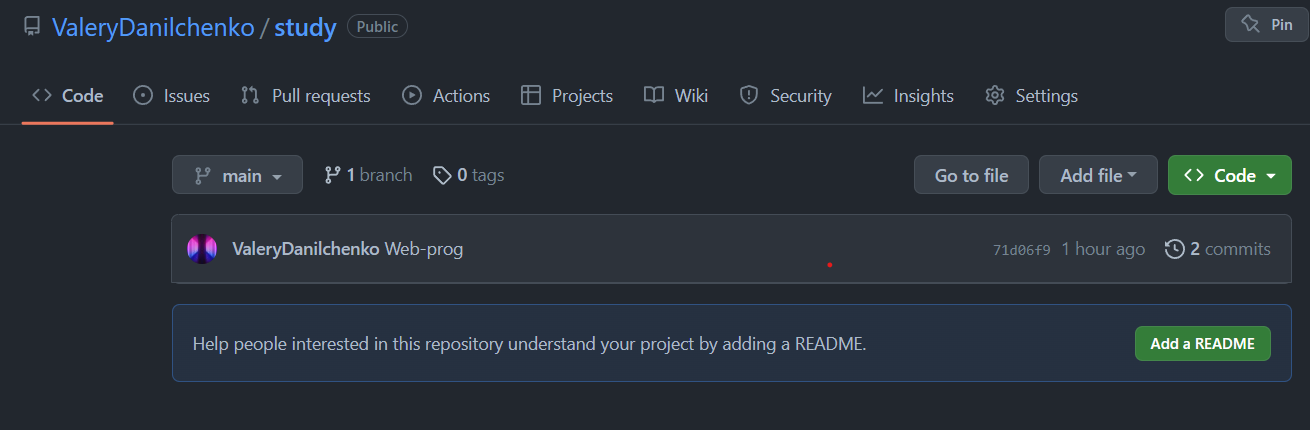 ValeryDanilchenko / study Public Pin
Code Issues Pull requests Actions Projects Wiki Security Insights Settings
main 1 branch 0 tags Go to file Add file Code
ValeryDanilchenko Web-prog 71d06f9 1 hour ago 2 commits
Help people interested in this repository understand your project by adding a README. Add a README